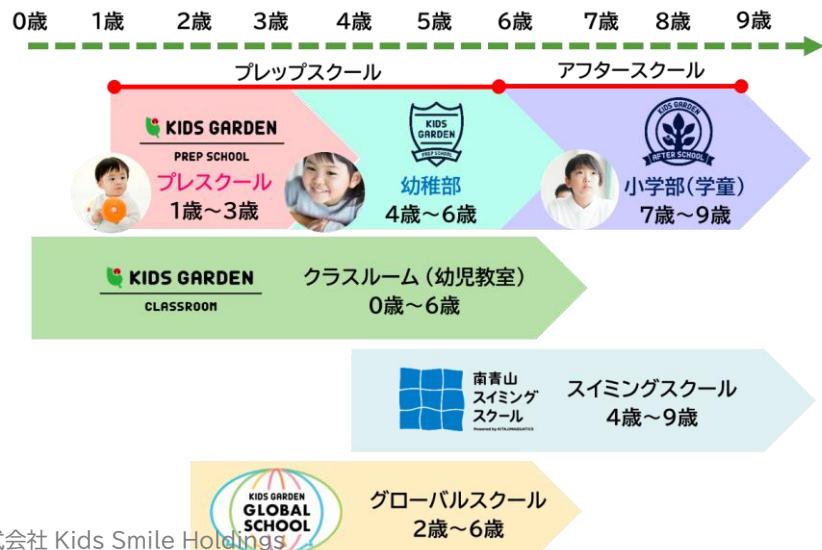 0歳 1歳 2歳 3歳 4歳 5歳 6歳 7歳 8歳 9歳
プレップスクール アフタースクール
KIDS GARDEN
PREP SCHOOL
プレスクール
1歳～3歳
KIDS
GARDEN
PREP SCHOOL
幼稚部
4歳～6歳
KIDS GARDEN
AFTER SCHOOL
小学部(学童)
7歳～9歳
KIDS GARDEN
CLASSROOM
クラスルーム(幼児教室)
0歳～6歳
南青山
スイミング
スクール
Powered by KITAJIMAQUATICS
スイミングスクール
4歳～9歳
KIDS GARDEN
GLOBAL
SCHOOL
グローバルスクール
2歳～6歳
式会社 Kids Smile Holdings